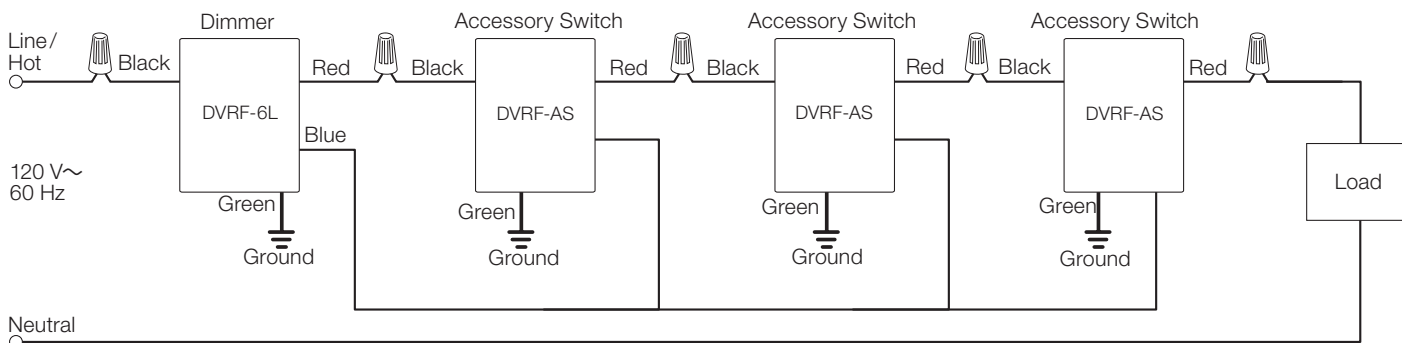 Dimmer
Accessory Switch
Accessory Switch
Accessory Switch
Line/
Hot
Black
Red
Black
Red
Black
Red
Black
Red
DVRF-6L
DVRF-AS
DVRF-AS
DVRF-AS
Blue
120 V~
60 Hz
Load
Green
Green
Green
Green
Ground
Ground
Ground
Ground
Neutral